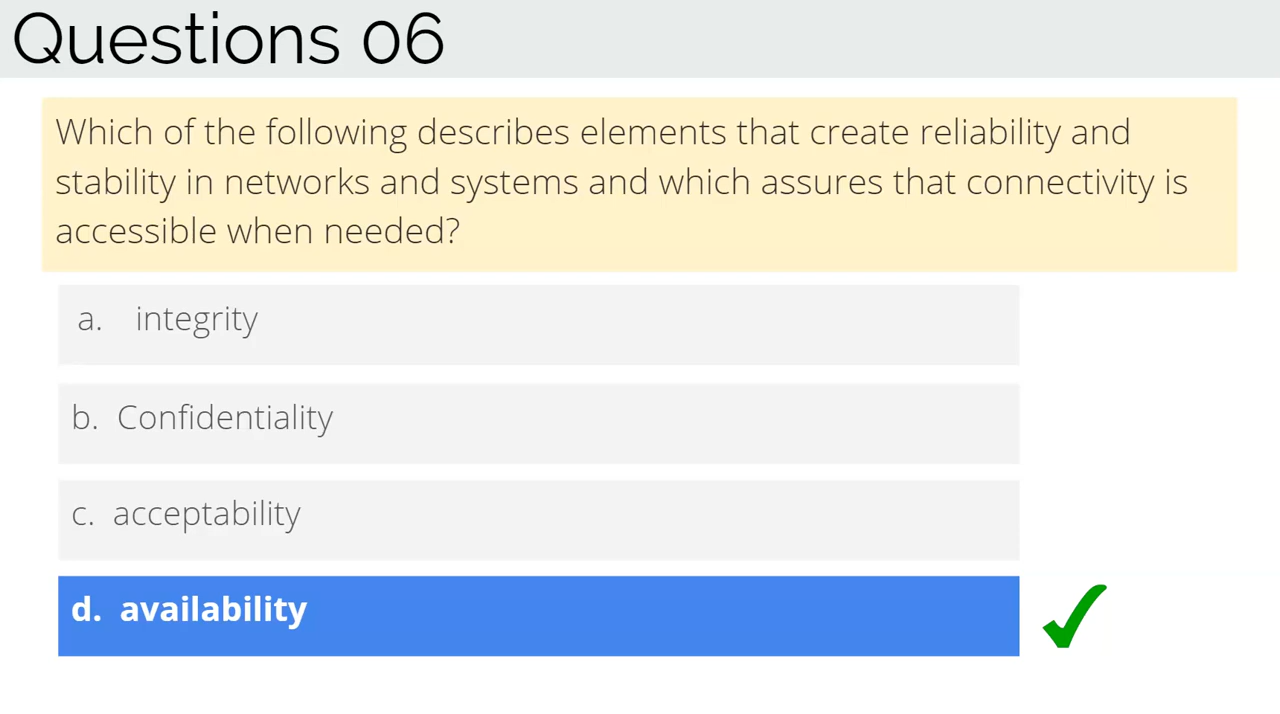 Questions 06
Which of the following describes elements that create reliability and
stability in networks and systems and which assures that connectivity is
accessible when needed?
a. integrity
b. Confidentiality
c. acceptability
d. availability